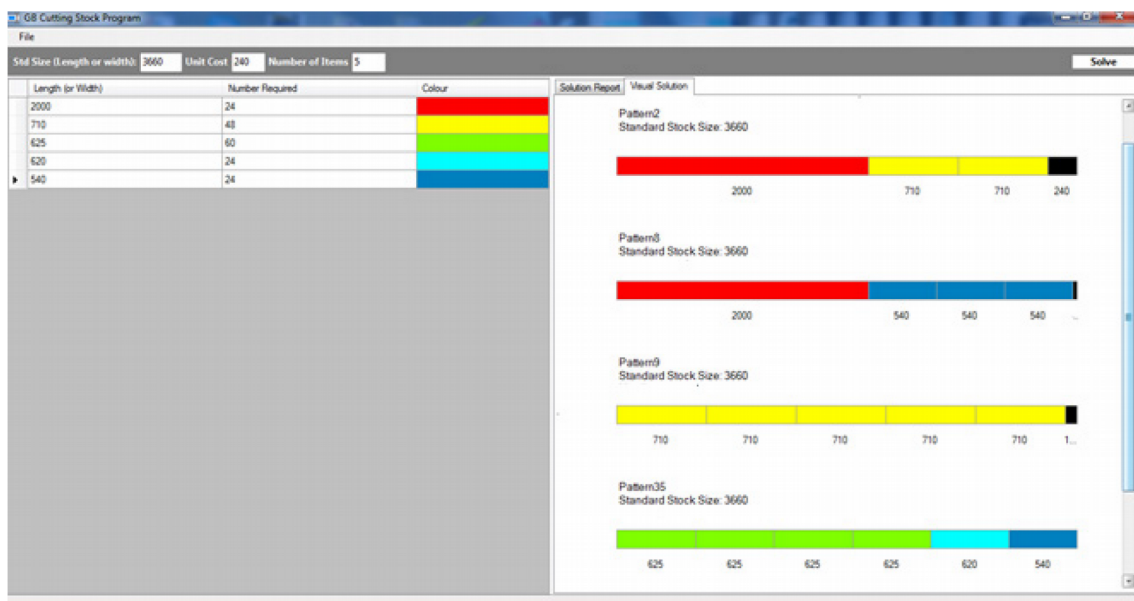 GB Cutting Stock Program
File
Std Size (Length or width): 3660 Unit Cost 240 Number of Items 5 Solve
Length (or Width) Number Required Colour
2000 24
710 48
625 60
620 24
540 24
Solution Report Visual Solution
Pattern2
Standard Stock Size: 3660
2000 710 710 240
Pattern8
Standard Stock Size: 3660
2000 540 540 540 ...
Pattern9
Standard Stock Size: 3660
710 710 710 710 710 1...
Pattern35
Standard Stock Size: 3660
625 625 625 625 620 540